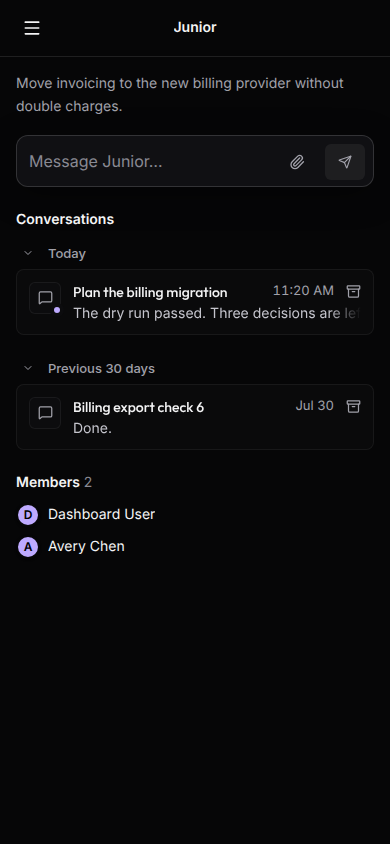 Junior
Move invoicing to the new billing provider without
double charges.
Message Junior...
Conversations
Today
Plan the billing migration 11:20 AM
The dry run passed. Three decisions are le
Previous 30 days
Billing export check 6 Jul 30
Done.
Members 2
D Dashboard User
A Avery Chen